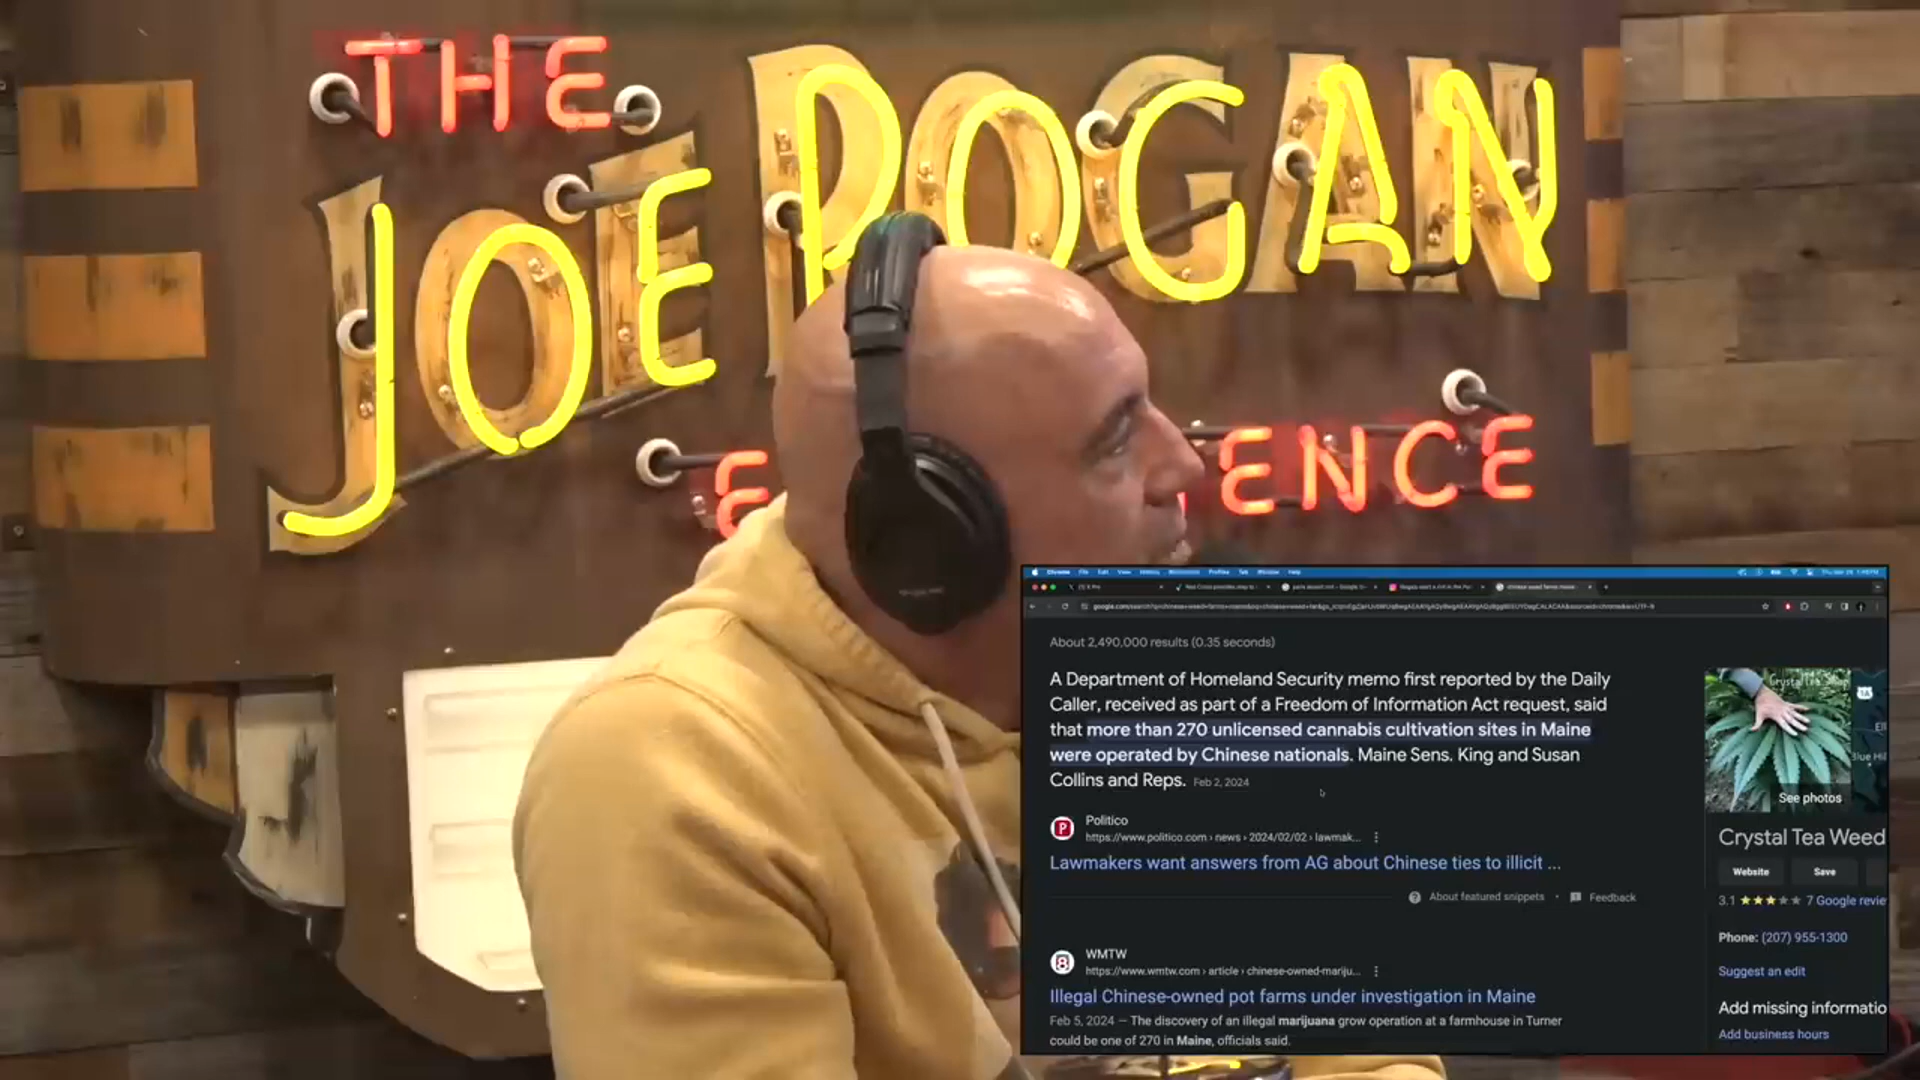 THE
JOE ROGAN
E ENCE
About 2,490,000 results (0.35 seconds)
A Department of Homeland Security memo first reported by the Daily
Caller, received as part of a Freedom of Information Act request, said
that more than 270 unlicensed cannabis cultivation sites in Maine
were operated by Chinese nationals. Maine Sens. King and Susan
Collins and Reps. Feb 2, 2024
Politico
https://www.politico.com › news › 2024/02/02 › lawmak...
Lawmakers want answers from AG about Chinese ties to illicit ...
About featured snippets • Feedback
WMTW
https://www.wmtw.com › article › chinese-owned-mariju...
Illegal Chinese-owned pot farms under investigation in Maine
Feb 5, 2024 — The discovery of an illegal marijuana grow operation at a farmhouse in Turner
could be one of 270 in Maine, officials said.
See photos
Crystal Tea Weed
Website Save
3.1 7 Google revie
Phone: (207) 955-1300
Suggest an edit
Add missing informatio
Add business hours